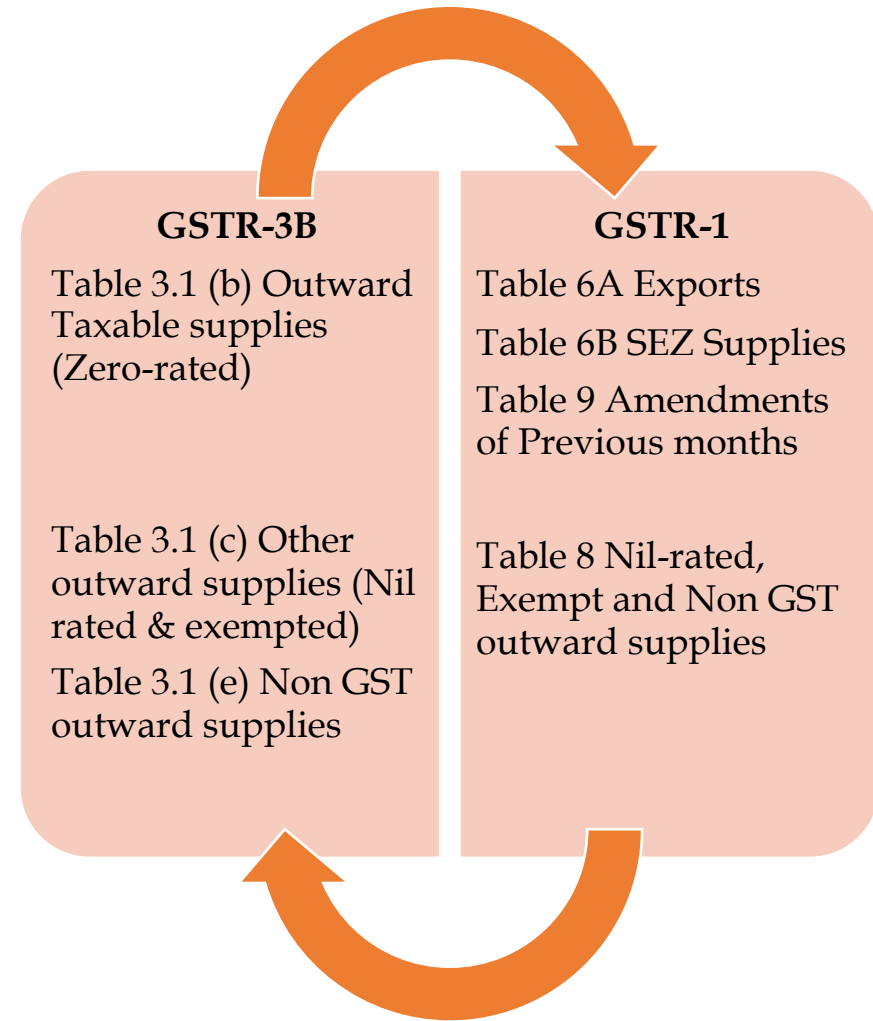 GSTR-3B
Table 3.1 (b) Outward
Taxable supplies
(Zero-rated)
Table 3.1 (c) Other
outward supplies (Nil
rated & exempted)
Table 3.1 (e) Non GST
outward supplies
GSTR-1
Table 6A Exports
Table 6B SEZ Supplies
Table 9 Amendments
of Previous months
Table 8 Nil-rated,
Exempt and Non GST
outward supplies